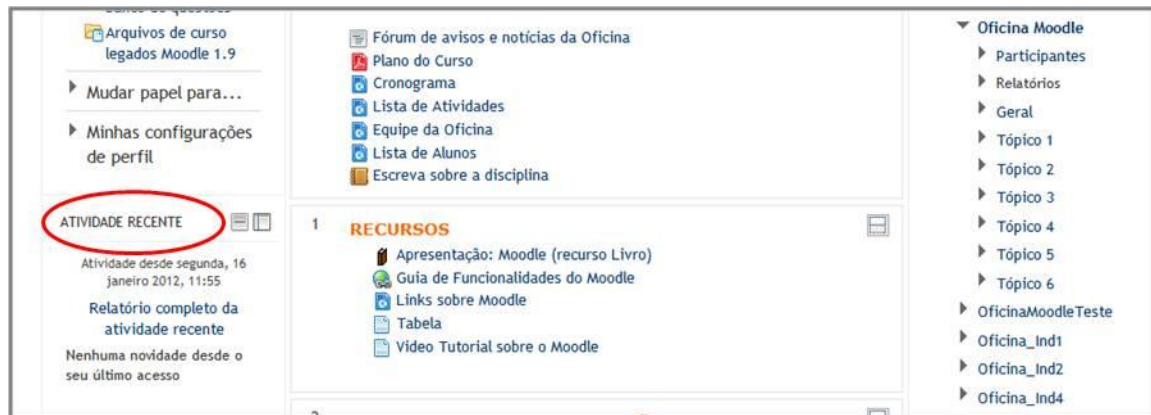 Arquivos de curso
legados Moodle 1.9
Mudar papel para...
Minhas configurações
de perfil
ATIVIDADE RECENTE
Atividade desde segunda, 16
janeiro 2012, 11:55
Relatório completo da
atividade recente
Nenhuma novidade desde o
seu último acesso
Fórum de avisos e notícias da Oficina
Plano do Curso
Cronograma
Lista de Atividades
Equipe da Oficina
Lista de Alunos
Escreva sobre a disciplina
1
RECURSOS
Apresentação: Moodle (recurso Livro)
Guia de Funcionalidades do Moodle
Links sobre Moodle
Tabela
Video Tutorial sobre o Moodle
Oficina Moodle
Participantes
Relatórios
Geral
Tópico 1
Tópico 2
Tópico 3
Tópico 4
Tópico 5
Tópico 6
OficinaMoodleTeste
Oficina_Ind1
Oficina_Ind2
Oficina_Ind4